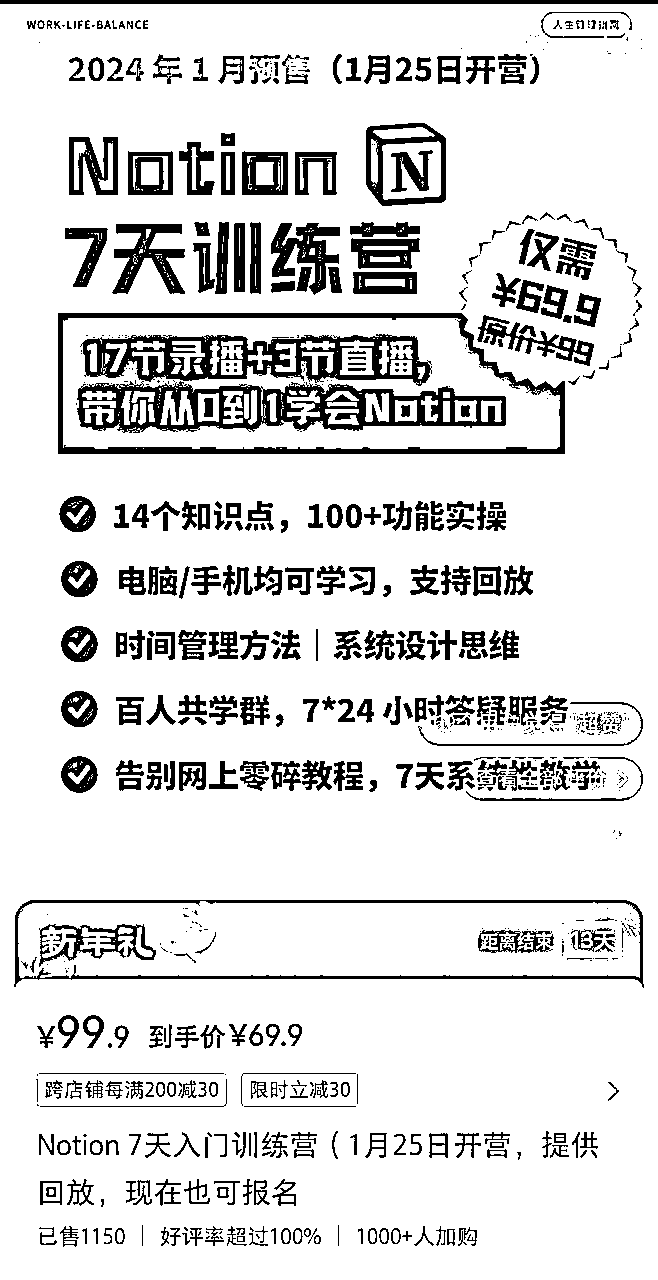 WORK-LIFE-BALANCE
2024 年 1 月预售（1月25日开营）
Notion N
7天训练营
仅需
¥69.9
原价¥99
17节录播+3节直播，
带你从0到1学会Notion
14个知识点，100+功能实操
电脑/手机均可学习，支持回放
时间管理方法｜系统设计思维
百人共学群，7*24 小时答疑服务
超赞
告别网上零碎教程，7天系统性教学
新年礼
距离结束 13天
¥99.9 到手价¥69.9
跨店铺每满200减30 限时立减30
Notion 7天入门训练营（1月25日开营，提供
回放，现在也可报名
已售1150 ｜ 好评率超过100% ｜ 1000+人加购